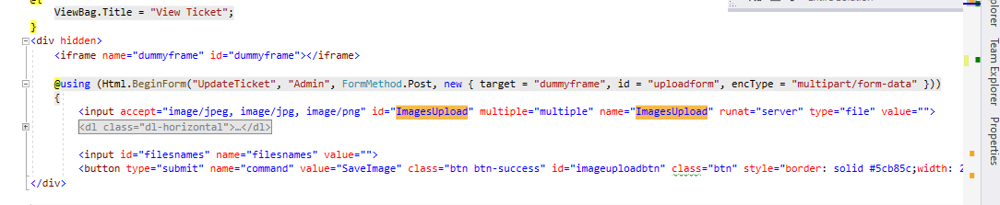 ViewBag.Title = "View Ticket";
}
<div hidden>
<iframe name="dummyframe" id="dummyframe"></iframe>
@using (Html.BeginForm("UpdateTicket", "Admin", FormMethod.Post, new { target = "dummyframe", id = "uploadform", encType = "multipart/form-data" }))
{
<input accept="image/jpeg, image/jpg, image/png" id="ImagesUpload" multiple="multiple" name="ImagesUpload" runat="server" type="file" value="">
<dl class="dl-horizontal">…</dl>
<input id="filesnames" name="filesnames" value="">
<button type="submit" name="command" value="SaveImage" class="btn btn-success" id="imageuploadbtn" class="btn" style="border: solid #5cb85c;width: 2
</div>
Team Explorer
Properties